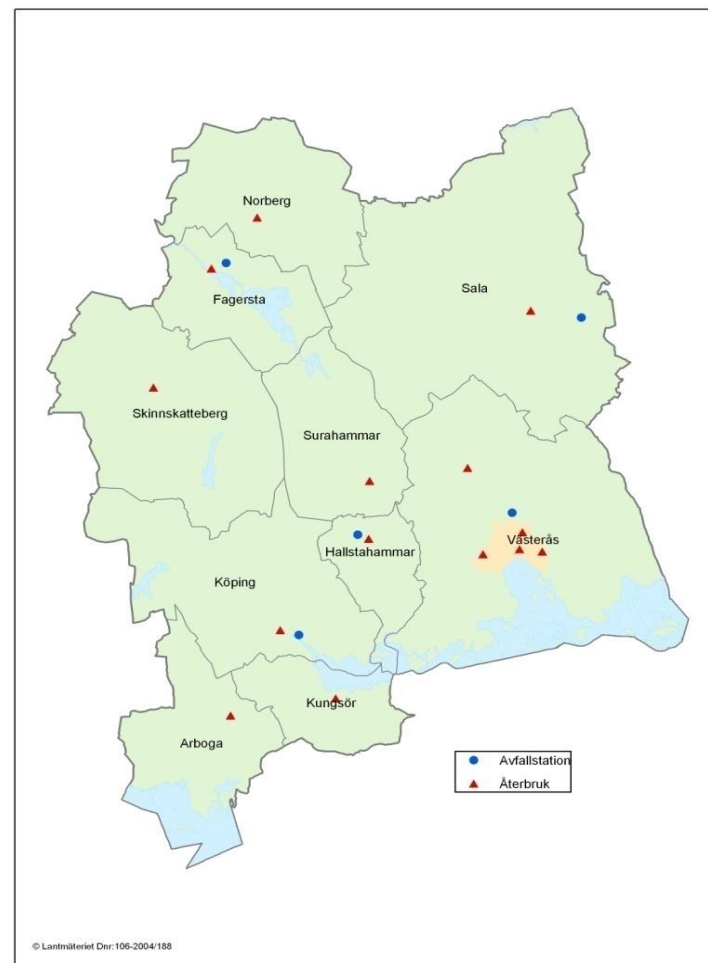 Norberg
Fagersta
Sala
Skinnskatteberg
Surahammar
Västerås
Hallstahammar
Köping
Kungsör
Arboga
Avfallstation
Återbruk
© Lantmäteriet Dnr:106-2004/188